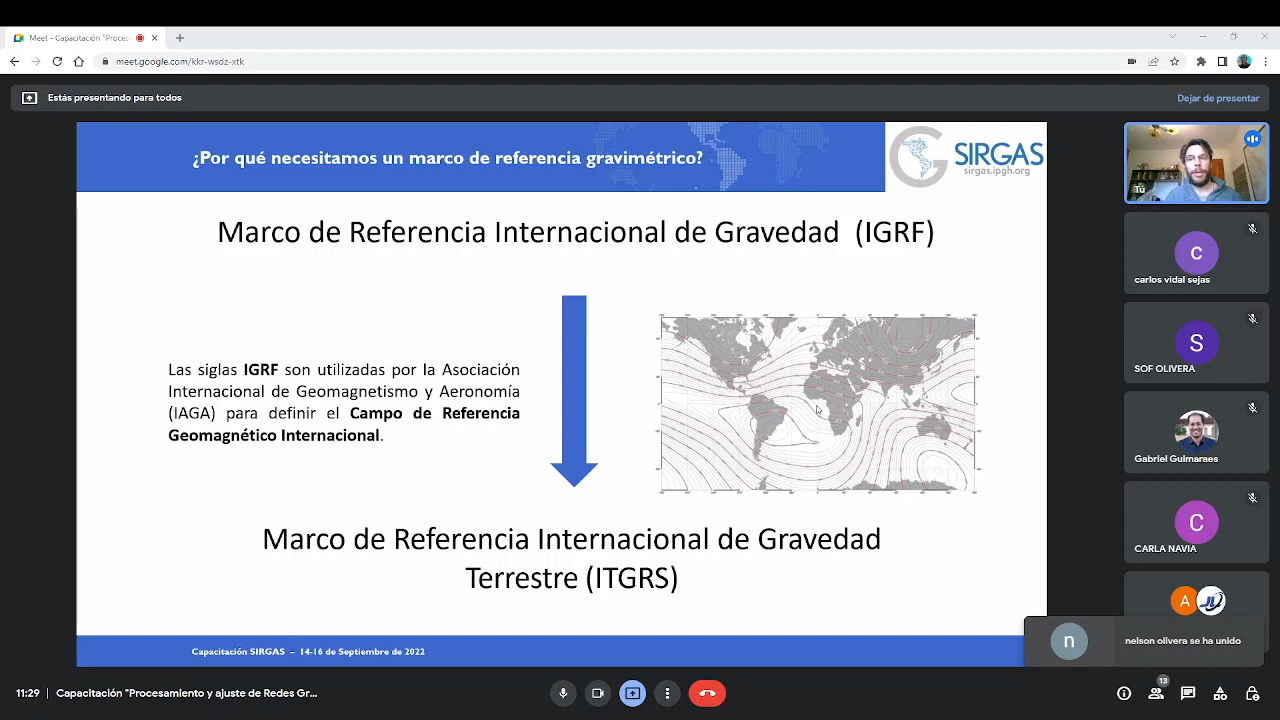 Meet - Capacitación "Proces
meet.google.com/kkr-wsdz-xtk
Estás presentando para todos
Dejar de presentar
¿Por qué necesitamos un marco de referencia gravimétrico?
SIRGAS
sirgas.ipgh.org
Marco de Referencia Internacional de Gravedad (IGRF)
Las siglas IGRF son utilizadas por la Asociación
Internacional de Geomagnetismo y Aeronomía
(IAGA) para definir el Campo de Referencia
Geomagnético Internacional.
Marco de Referencia Internacional de Gravedad
Terrestre (ITGRS)
Capacitación SIRGAS – 14-16 de Septiembre de 2022
Tú
c
carlos vidal sejas
S
SOF OLIVERA
Gabriel Guimaraes
C
CARLA NAVIA
A
n
nelson olivera se ha unido
11:29 | Capacitación "Procesamiento y ajuste de Redes Gr...
13